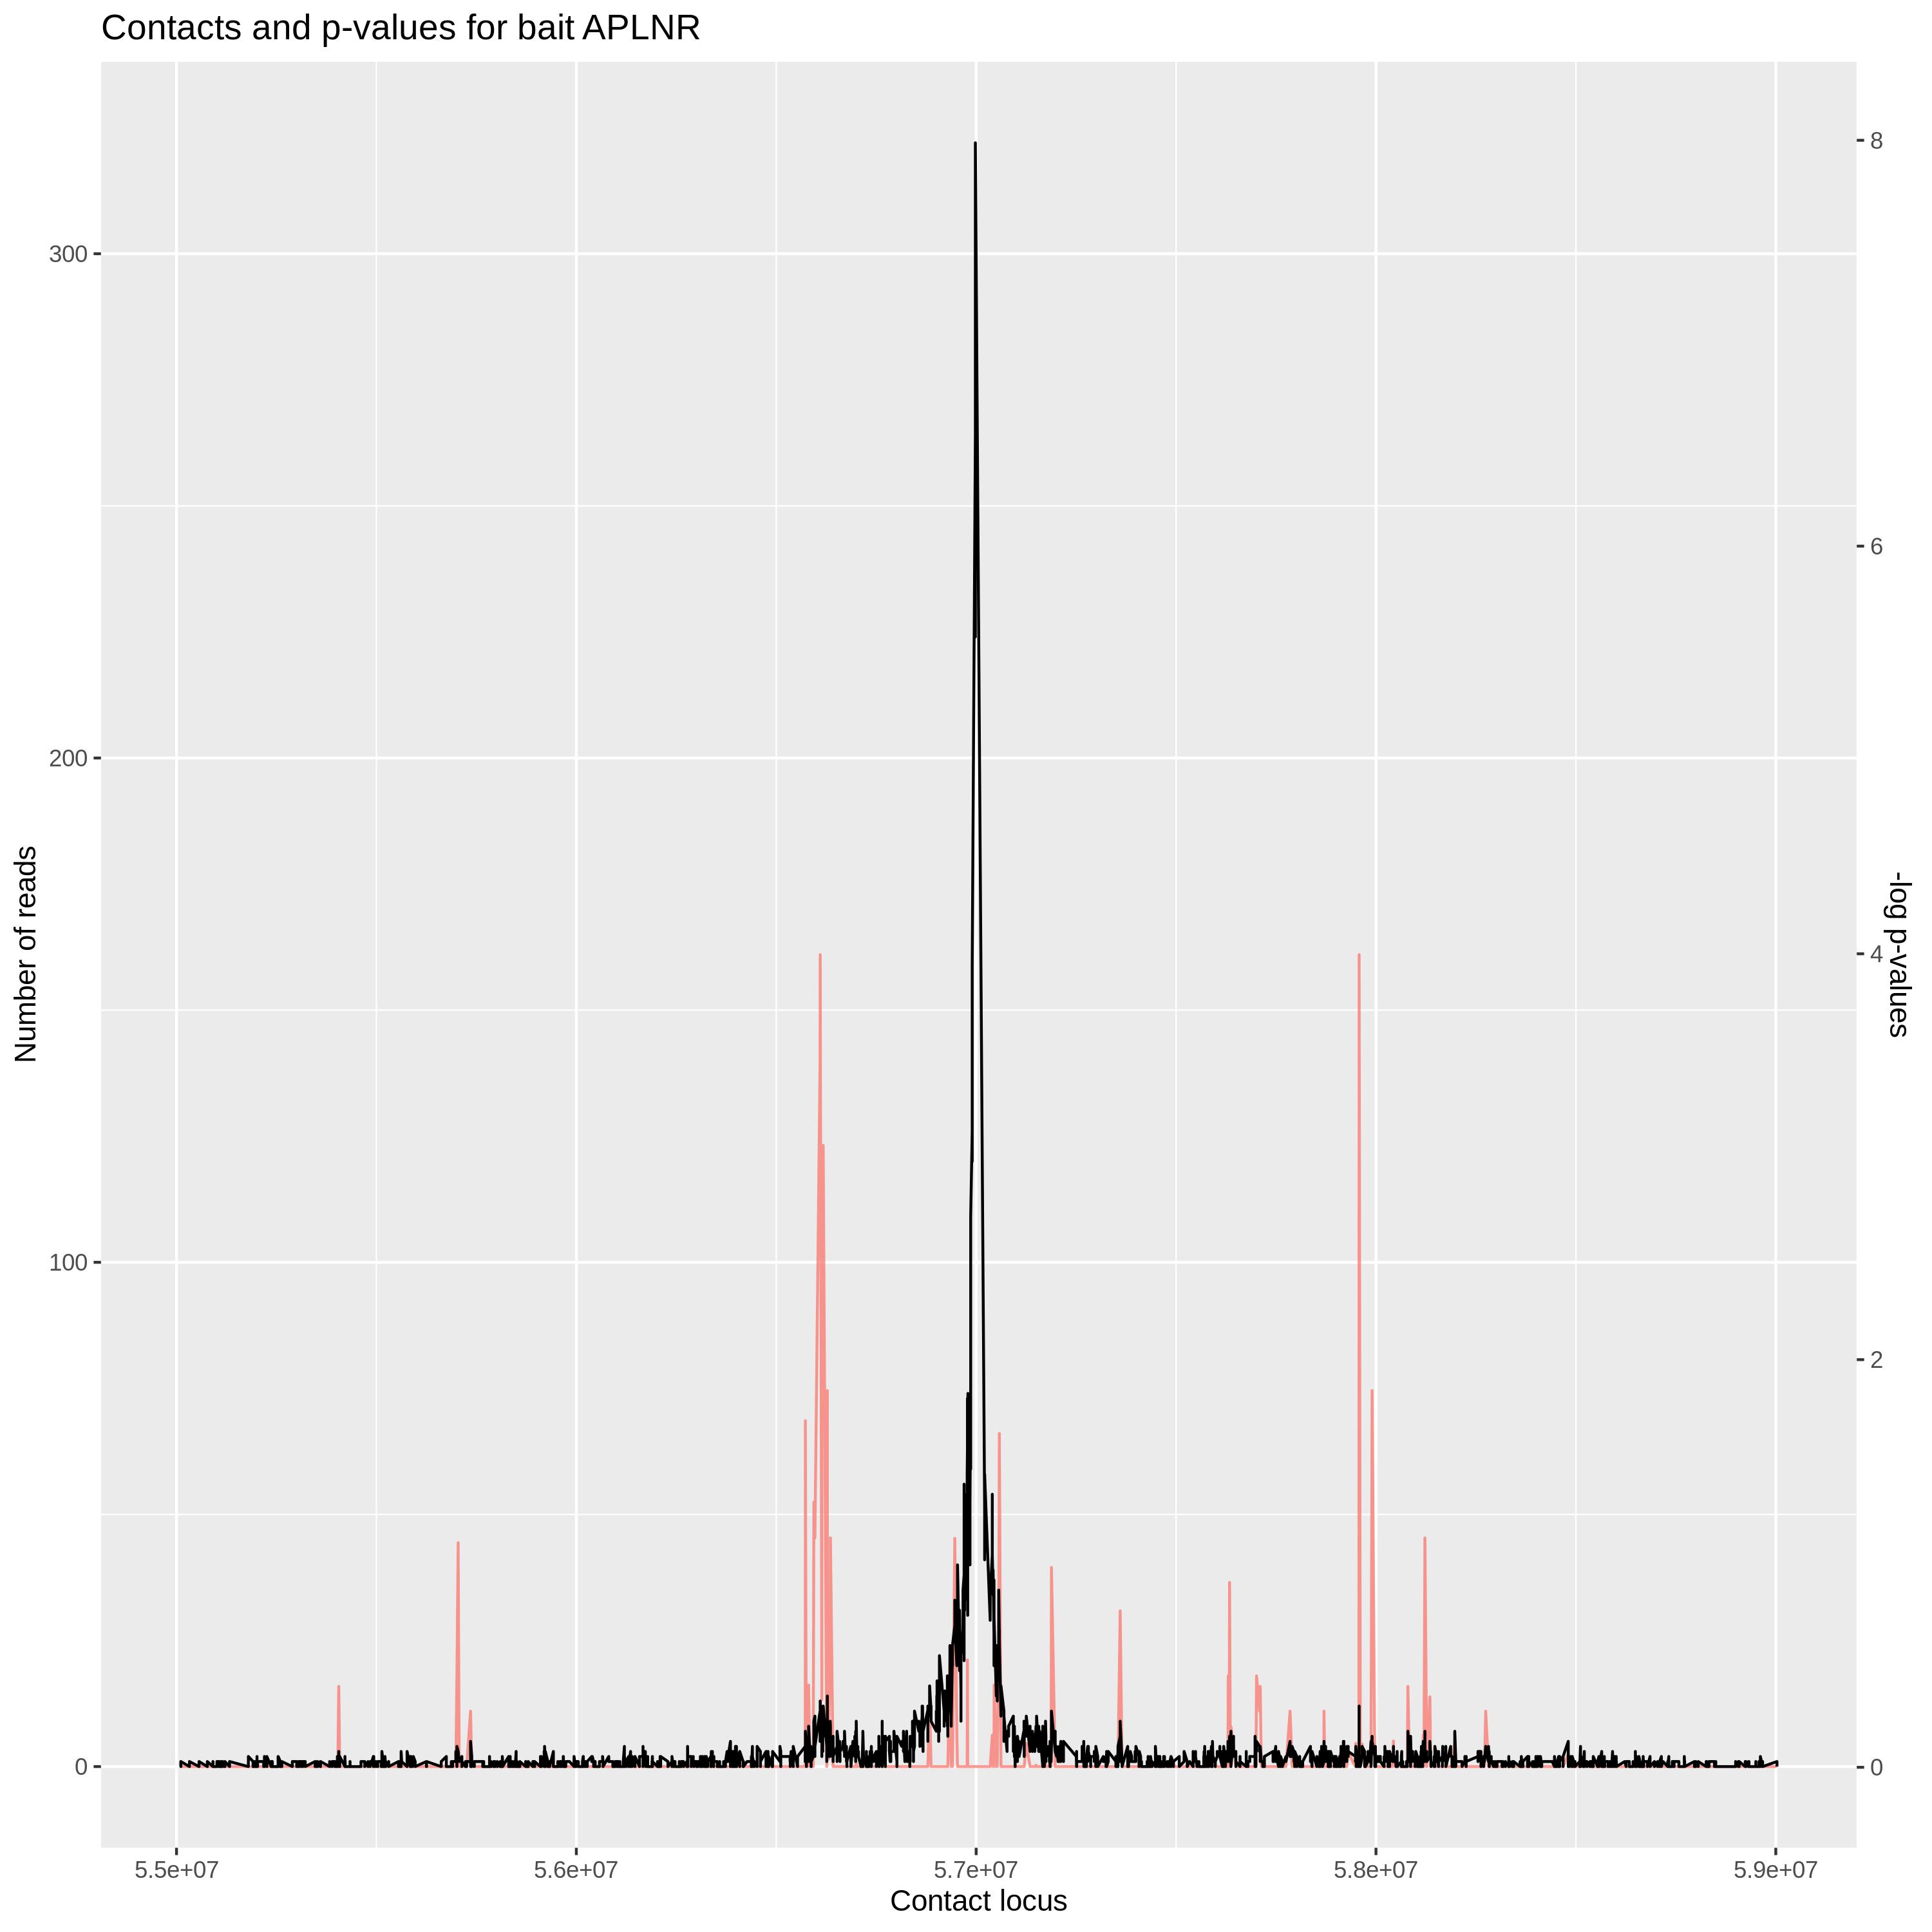 Contacts and p-values for bait APLNR
Number of reads
300
200
100
0
8
6
4
2
0
-log p-values
5.5e+07
5.6e+07
5.7e+07
5.8e+07
5.9e+07
Contact locus